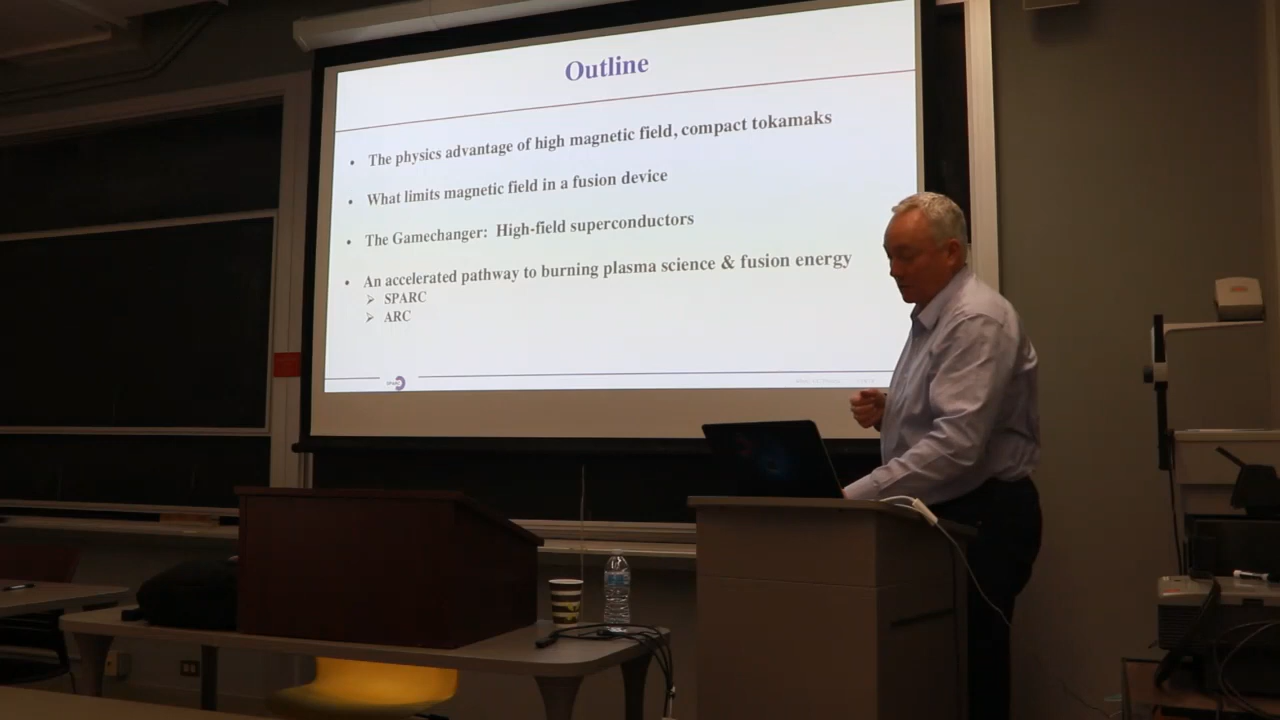 Outline
• The physics advantage of high magnetic field, compact tokamaks
• What limits magnetic field in a fusion device
• The Gamechanger: High-field superconductors
• An accelerated pathway to burning plasma science & fusion energy
➢ SPARC
➢ ARC